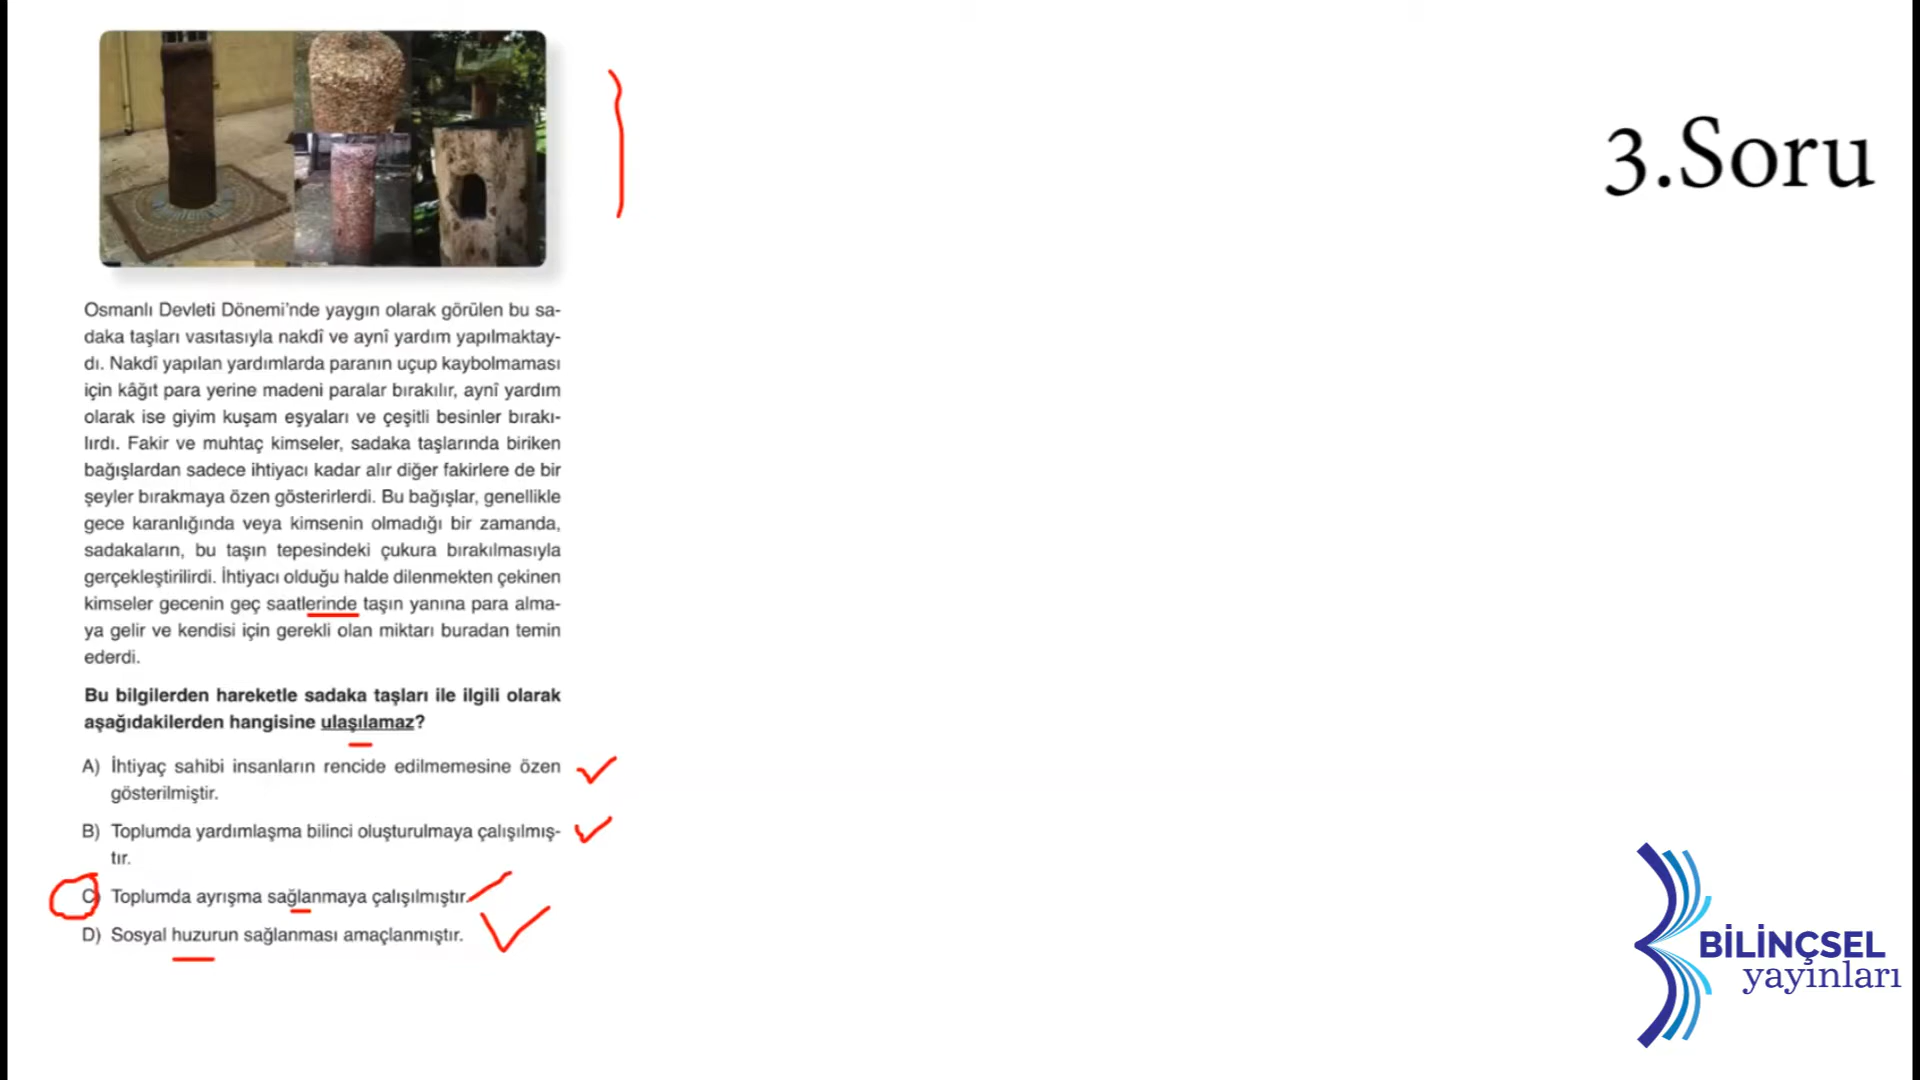 3.Soru
Osmanlı Devleti Dönemi’nde yaygın olarak görülen bu sa-
daka taşları vasıtasıyla nakdî ve aynî yardım yapılmaktay-
dı. Nakdî yapılan yardımlarda paranın uçup kaybolmaması
için kâğıt para yerine madeni paralar bırakılır, aynî yardım
olarak ise giyim kuşam eşyaları ve çeşitli besinler bırakı-
lırdı. Fakir ve muhtaç kimseler, sadaka taşlarında biriken
bağışlardan sadece ihtiyacı kadar alır diğer fakirlere de bir
şeyler bırakmaya özen gösterirlerdi. Bu bağışlar, genellikle
gece karanlığında veya kimsenin olmadığı bir zamanda,
sadakaların, bu taşın tepesindeki çukura bırakılmasıyla
gerçekleştirilirdi. İhtiyacı olduğu halde dilenmekten çekinen
kimseler gecenin geç saatlerinde taşın yanına para alma-
ya gelir ve kendisi için gerekli olan miktarı buradan temin
ederdi.
Bu bilgilerden hareketle sadaka taşları ile ilgili olarak
aşağıdakilerden hangisine ulaşılamaz?
A) İhtiyaç sahibi insanların rencide edilmemesine özen
gösterilmiştir.
B) Toplumda yardımlaşma bilinci oluşturulmaya çalışılmış-
tır.
C) Toplumda ayrışma sağlanmaya çalışılmıştır.
D) Sosyal huzurun sağlanması amaçlanmıştır.
BİLİNÇSEL
yayınları